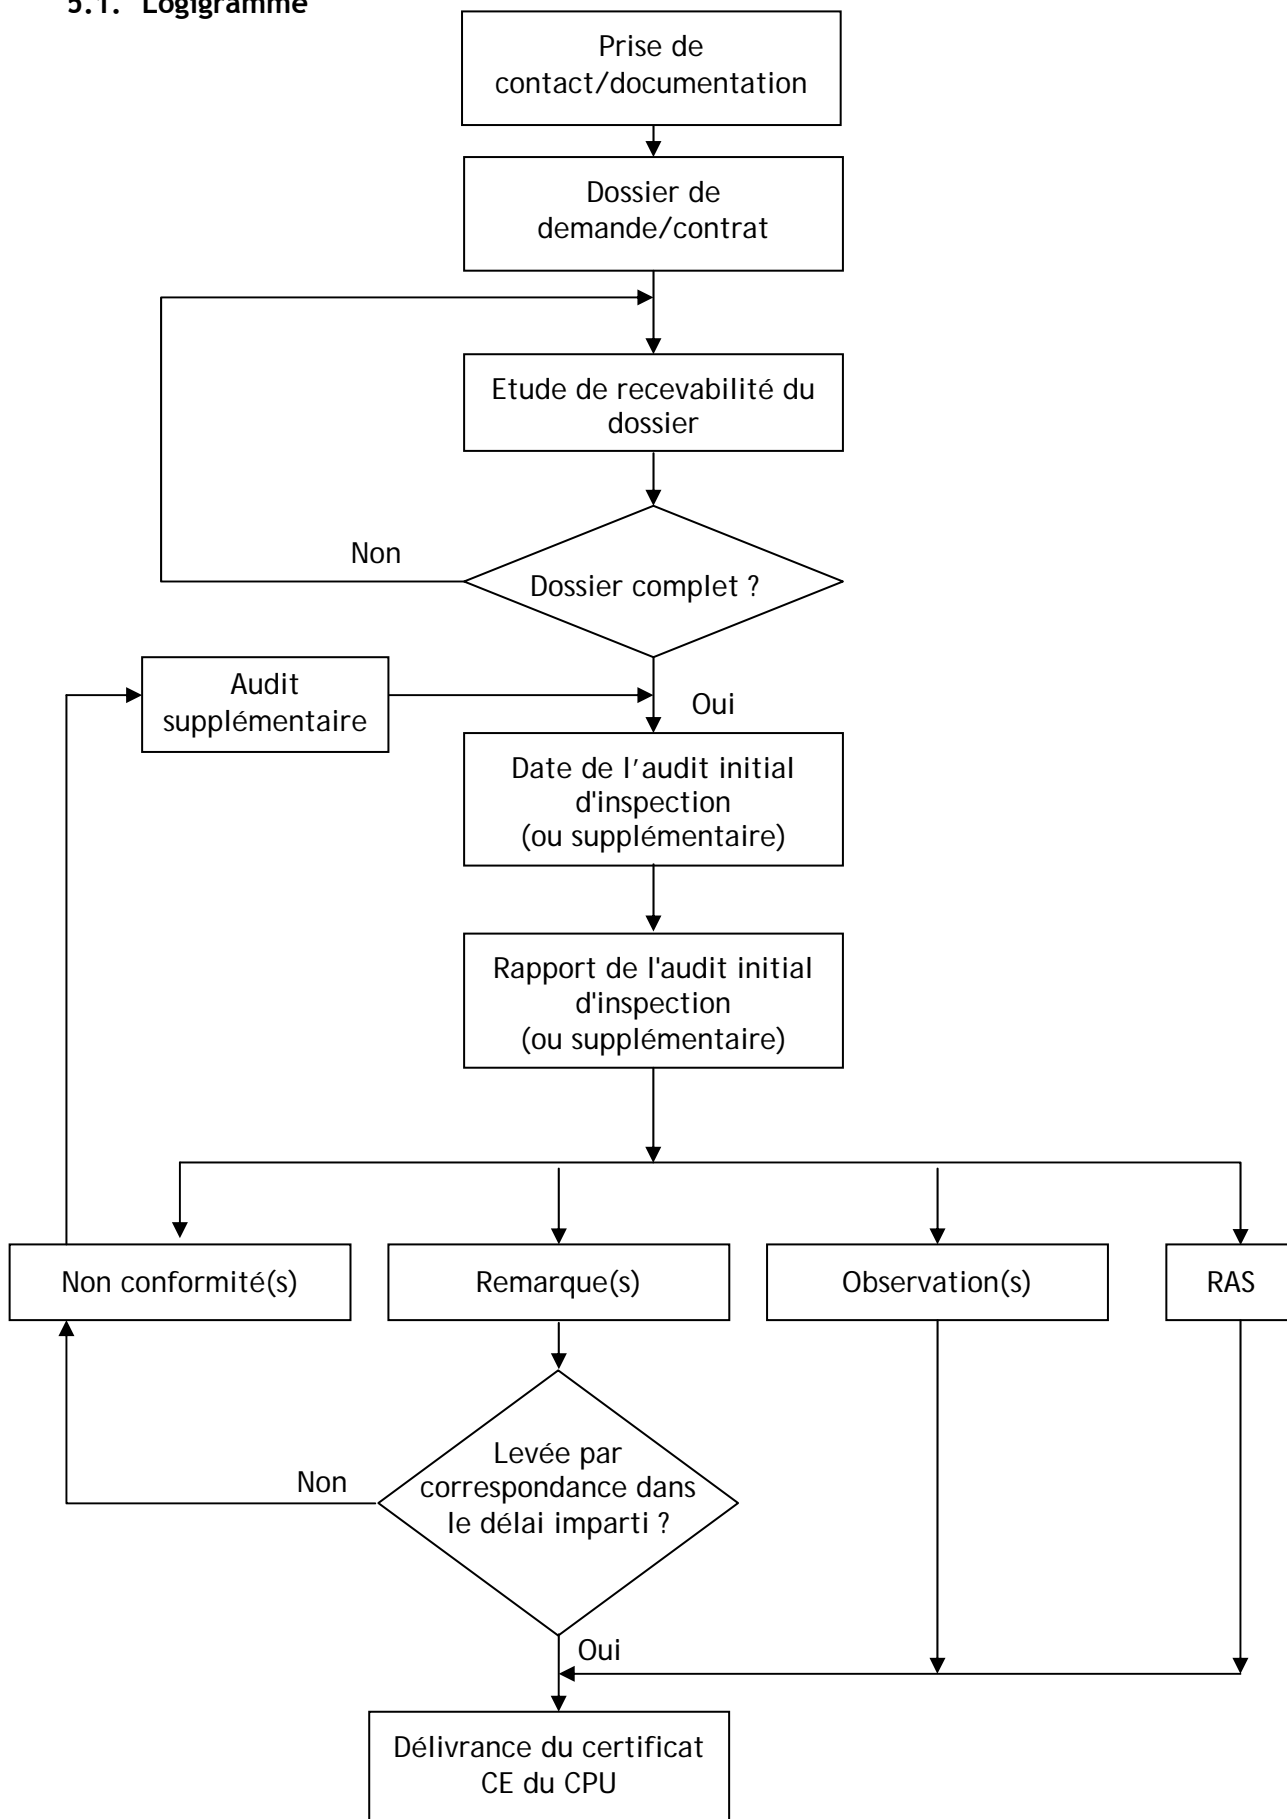 5.1. Logigramme
Prise de
contact/documentation
Dossier de
demande/contrat
Etude de recevabilité du
dossier
Non
Dossier complet ?
Audit
supplémentaire
Oui
Date de l’audit initial
d'inspection
(ou supplémentaire)
Rapport de l'audit initial
d'inspection
(ou supplémentaire)
Non conformité(s)
Remarque(s)
Observation(s)
RAS
Levée par
correspondance dans
le délai imparti ?
Non
Oui
Délivrance du certificat
CE du CPU